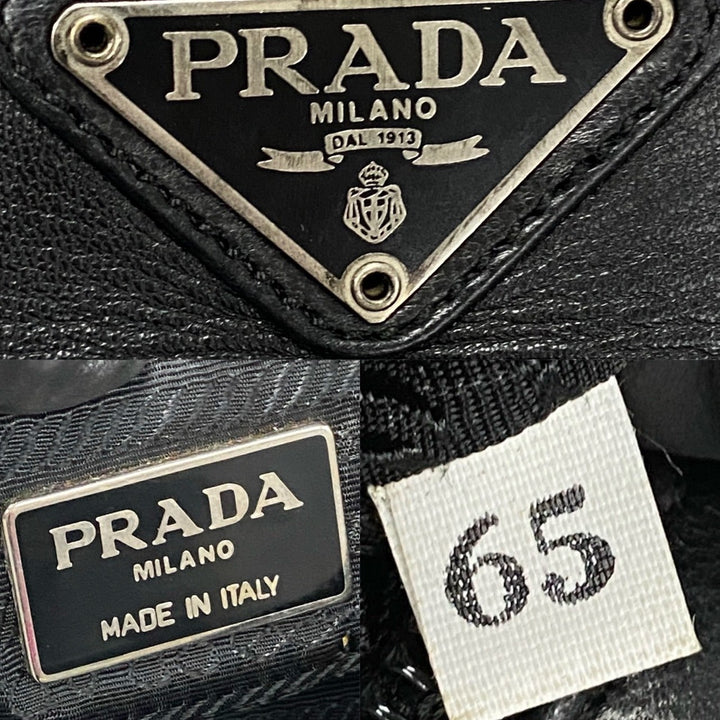 PRADA
MILANO
DAL 1913
PRADA
MILANO
MADE IN ITALY
65